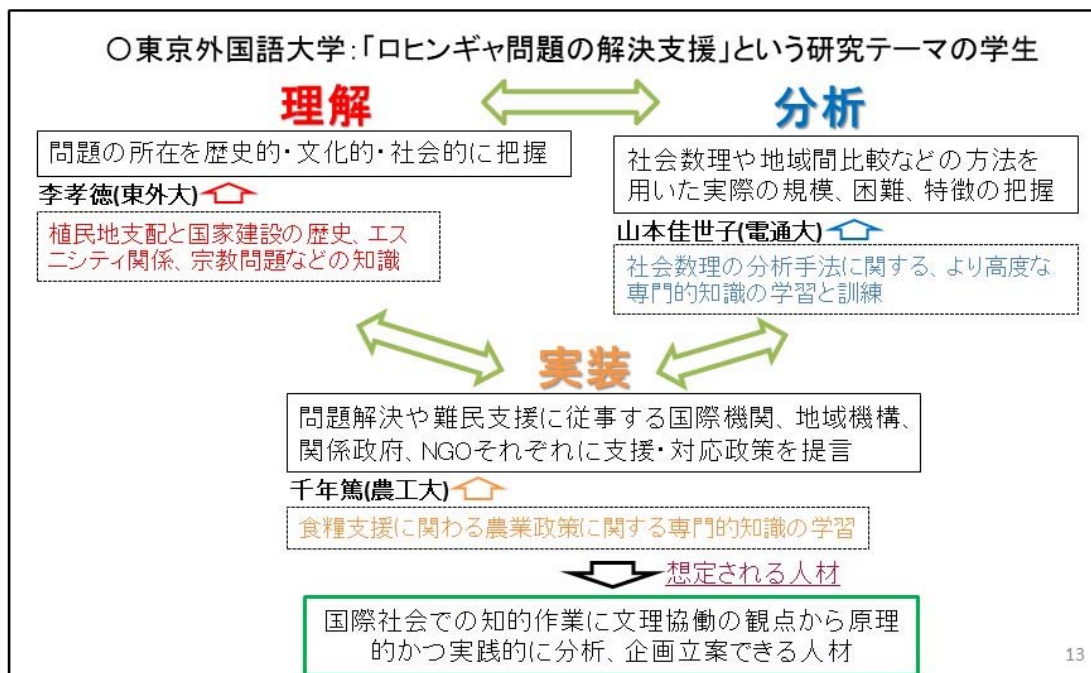 〇東京外国語大学:「ロヒンギャ問題の解決支援」という研究テーマの学生
理解
分析
問題の所在を歴史的・文化的・社会的に把握
李孝徳(東外大)
植民地支配と国家建設の歴史、エス
ニシティ関係、宗教問題などの知識
社会数理や地域間比較などの方法を
用いた実際の規模、困難、特徴の把握
山本佳世子(電通大)
社会数理の分析手法に関する、より高度な
専門的知識の学習と訓練
実装
問題解決や難民支援に従事する国際機関、地域機構、
関係政府、NGOそれぞれに支援・対応政策を提言
千年篤(農工大)
食糧支援に関わる農業政策に関する専門的知識の学習
想定される人材
国際社会での知的作業に文理協働の観点から原理
的かつ実践的に分析、企画立案できる人材
13